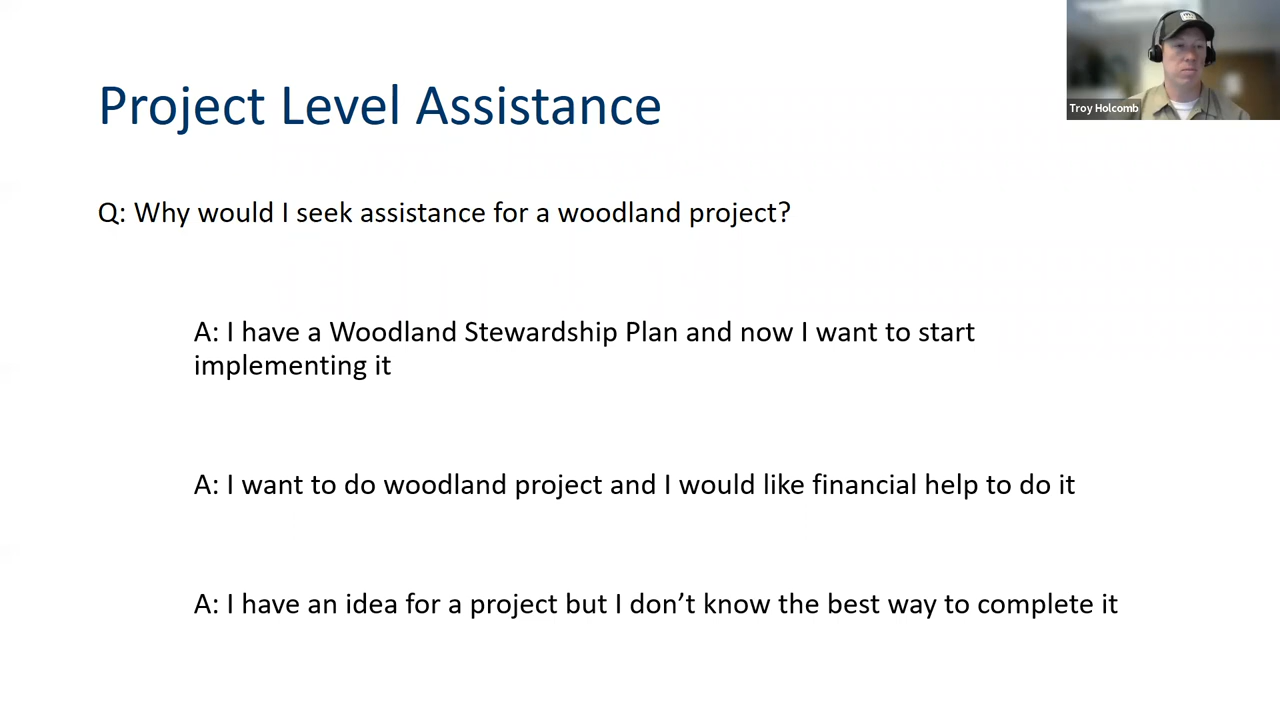 Project Level Assistance
Troy Holcomb
Q: Why would I seek assistance for a woodland project?
A: I have a Woodland Stewardship Plan and now I want to start
implementing it
A: I want to do woodland project and I would like financial help to do it
A: I have an idea for a project but I don’t know the best way to complete it